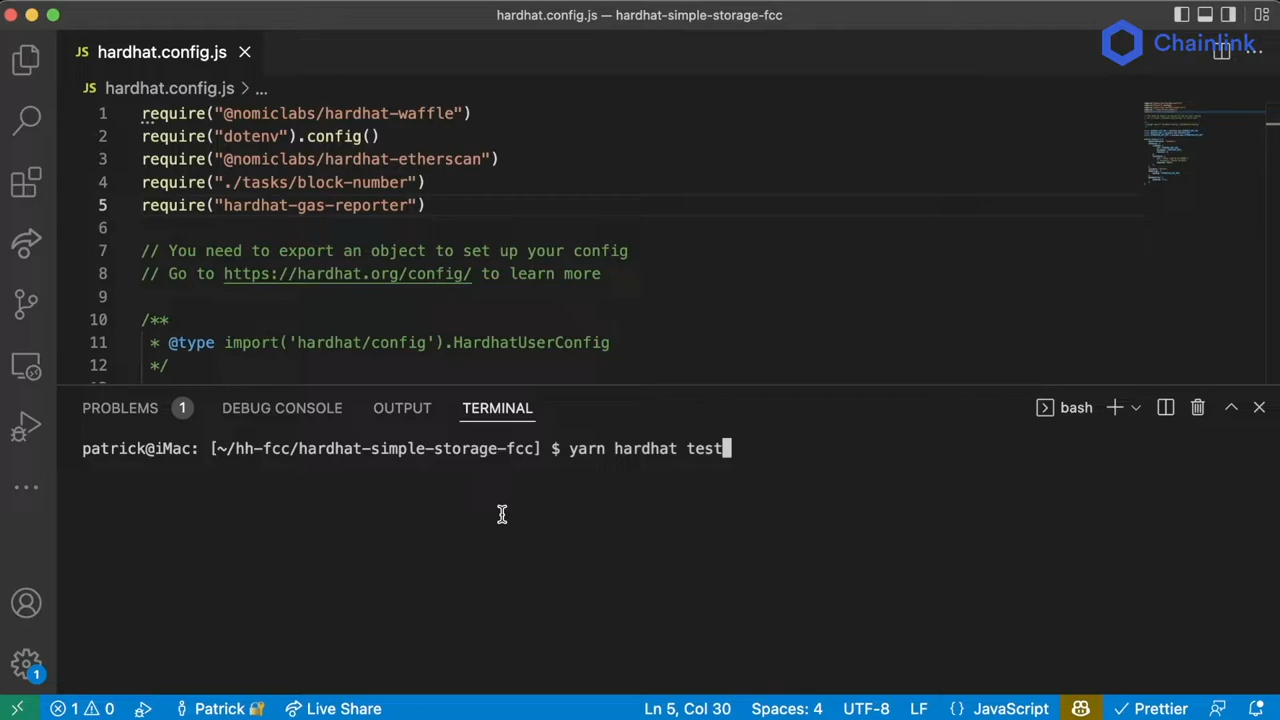 hardhat.config.js — hardhat-simple-storage-fcc
Chainlink
JS hardhat.config.js
JS hardhat.config.js > ...
1 require("@nomiclabs/hardhat-waffle")
2 require("dotenv").config()
3 require("@nomiclabs/hardhat-etherscan")
4 require("./tasks/block-number")
5 require("hardhat-gas-reporter")
6
7 // You need to export an object to set up your config
8 // Go to https://hardhat.org/config/ to learn more
9
10 /**
11 * @type import('hardhat/config').HardhatUserConfig
12 */
PROBLEMS 1 DEBUG CONSOLE OUTPUT TERMINAL bash
patrick@iMac: [~/hh-fcc/hardhat-simple-storage-fcc] $ yarn hardhat test
1
1 0 Patrick Live Share Ln 5, Col 30 Spaces: 4 UTF-8 LF {} JavaScript Prettier